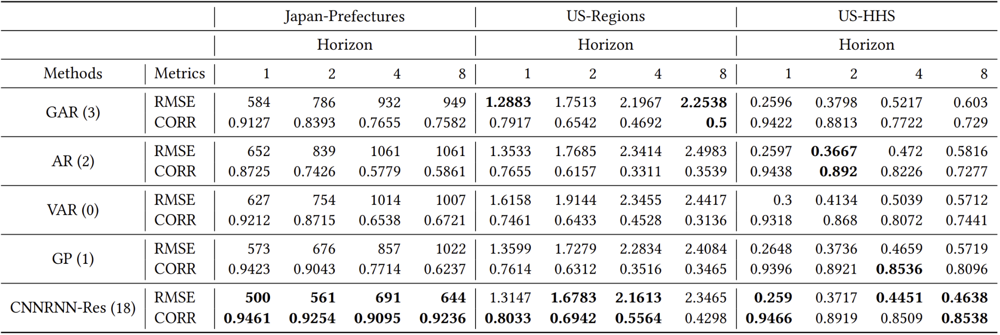 Japan-Prefectures US-Regions US-HHS
Horizon Horizon Horizon
Methods Metrics 1 2 4 8 1 2 4 8 1 2 4 8
RMSE 584 786 932 949 1.2883 1.7513 2.1967 2.2538 0.2596 0.3798 0.5217 0.603
GAR (3)
CORR 0.9127 0.8393 0.7655 0.7582 0.7917 0.6542 0.4692 0.5 0.9422 0.8813 0.7722 0.729
RMSE 652 839 1061 1061 1.3533 1.7685 2.3414 2.4983 0.2597 0.3667 0.472 0.5816
AR (2)
CORR 0.8725 0.7426 0.5779 0.5861 0.7655 0.6157 0.3311 0.3539 0.9438 0.892 0.8226 0.7277
RMSE 627 754 1014 1007 1.6158 1.9144 2.3455 2.4417 0.3 0.4134 0.5039 0.5712
VAR (0)
CORR 0.9212 0.8715 0.6538 0.6721 0.7461 0.6433 0.4528 0.3136 0.9318 0.868 0.8072 0.7441
RMSE 573 676 857 1022 1.3599 1.7279 2.2834 2.4084 0.2648 0.3736 0.4659 0.5719
GP (1)
CORR 0.9423 0.9043 0.7714 0.6237 0.7614 0.6312 0.3516 0.3465 0.9396 0.8921 0.8536 0.8096
RMSE 500 561 691 644 1.3147 1.6783 2.1613 2.3465 0.259 0.3717 0.4451 0.4638
CNNRNN-Res (18)
CORR 0.9461 0.9254 0.9095 0.9236 0.8033 0.6942 0.5564 0.4298 0.9466 0.8919 0.8509 0.8538